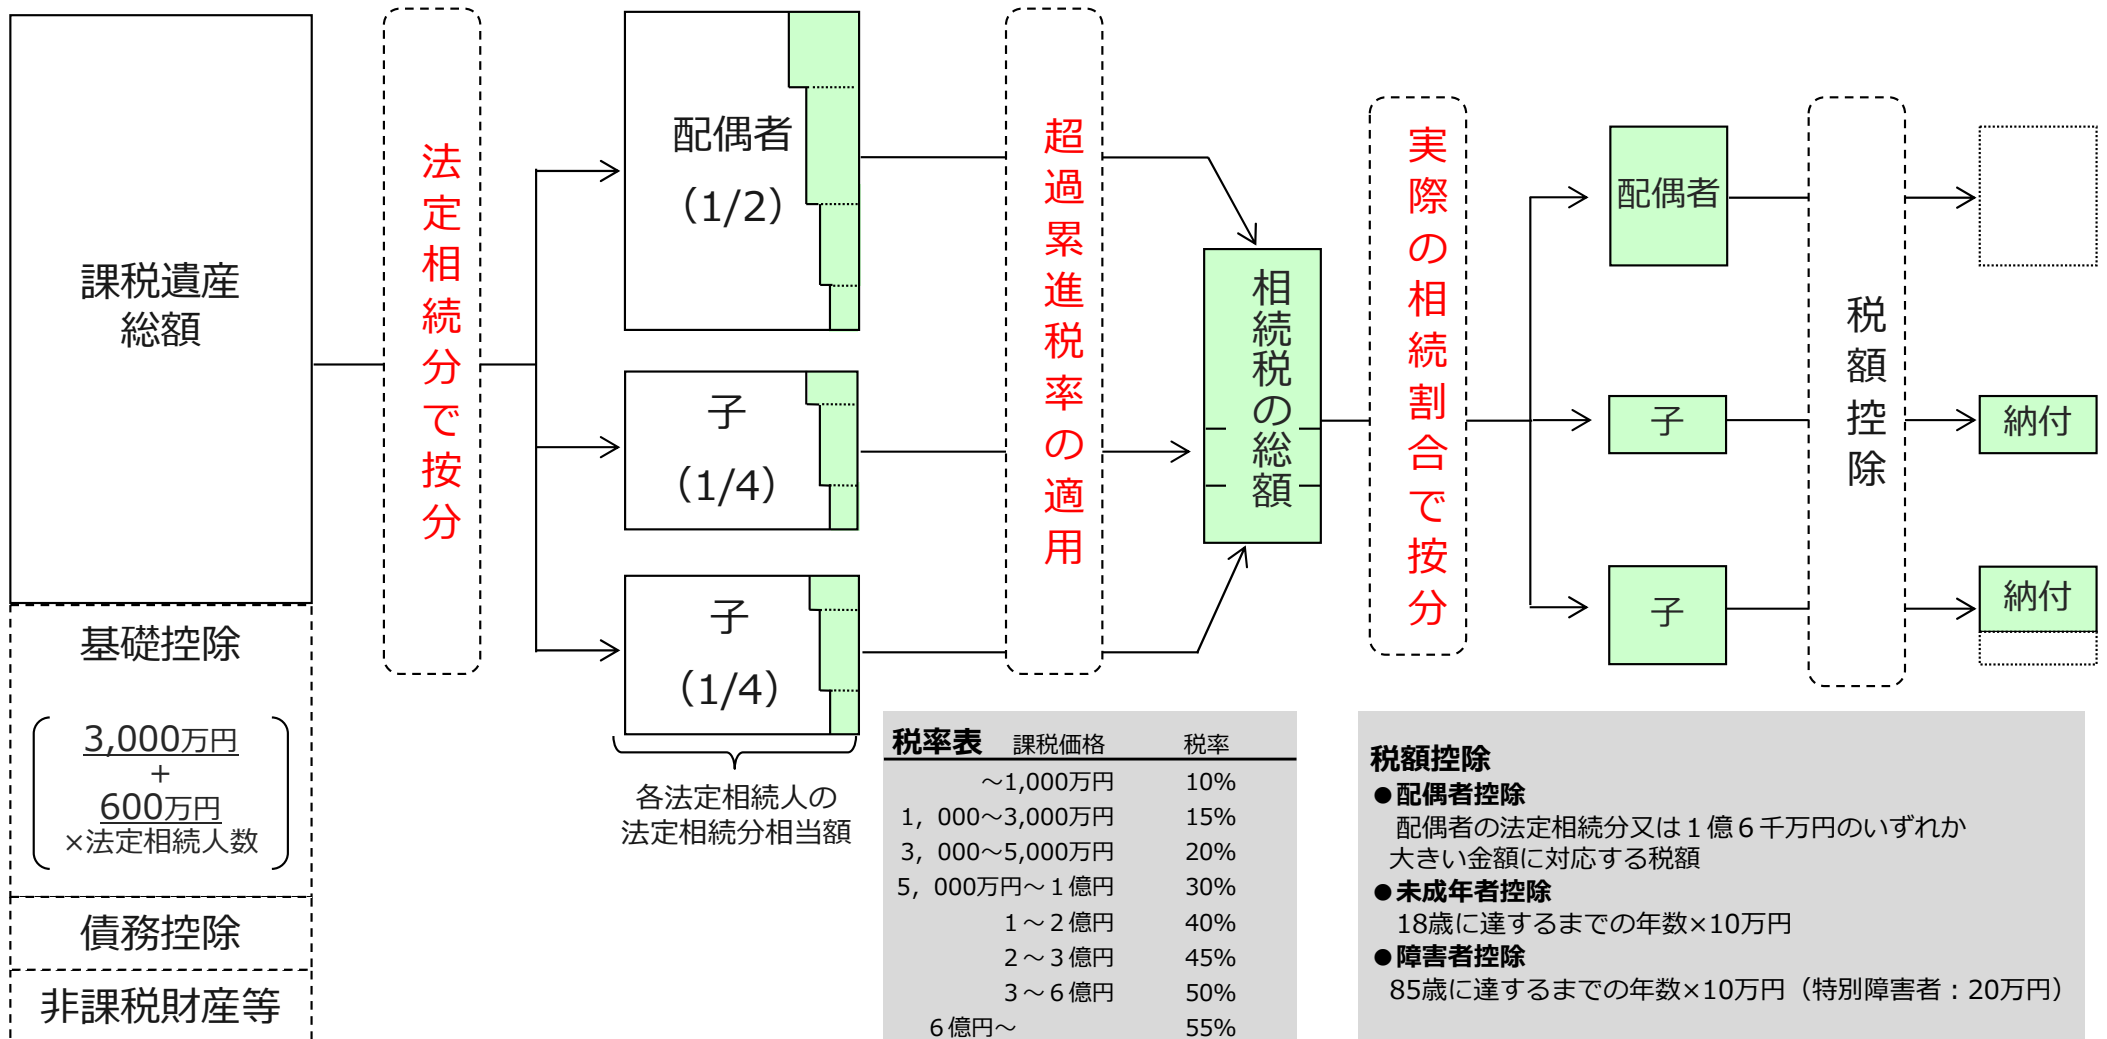 課税遺産
総額
基礎控除
3,000万円
+
600万円
×法定相続人数
債務控除
非課税財産等
法定相続分で按分
配偶者
（1/2）
子
（1/4）
子
（1/4）
各法定相続人の
法定相続分相当額
超過累進税率の適用
相続税の総額
実際の相続割合で按分
配偶者
子
子
税額控除
納付
納付
税率表 課税価格 税率
～1,000万円 10%
1，000～3,000万円 15%
3，000～5,000万円 20%
5，000万円～１億円 30%
１～２億円 40%
２～３億円 45%
３～６億円 50%
６億円～ 55%
税額控除
●配偶者控除
配偶者の法定相続分又は１億６千万円のいずれか
大きい金額に対応する税額
●未成年者控除
18歳に達するまでの年数×10万円
●障害者控除
85歳に達するまでの年数×10万円（特別障害者：20万円）